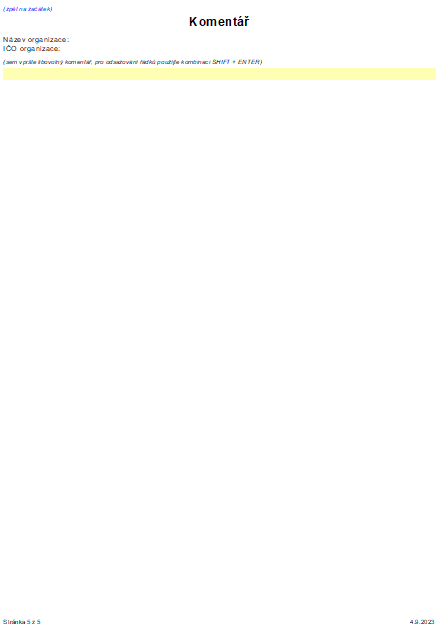 (zpět na začátek)
Komentář
Název organizace:
IČO organizace:
(sem vpište libovolný komentář, pro odsazování řádků použijte kombinaci SHIFT + ENTER)
Stránka 5 z 5
4.9.2023